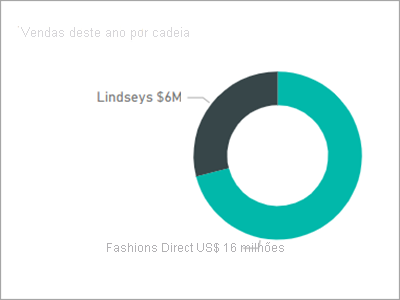 Vendas deste ano por cadeia
Lindseys $6M
Fashions Direct US$ 16 milhões